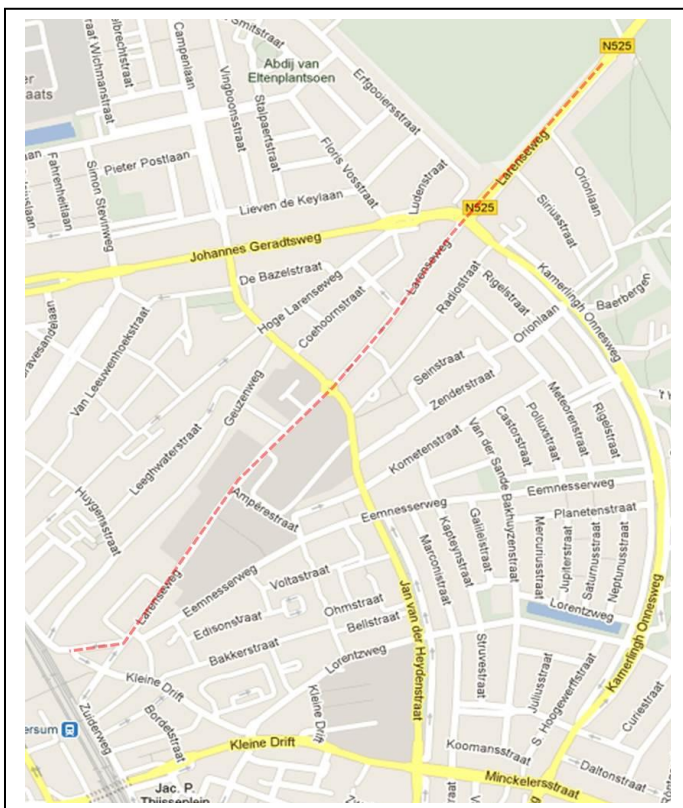 Smitstraat
Campenlaan
Vingboonsstraat
Stalpaertstraat
Abdij van
Eltenplantsoen
N525
Erfgooiersstraat
Larenseweg
Floris Vosstraat
Ludenstraat
Pieter Postlaan
Simon Stevinweg
Fahrenheitlaan
Lieven de Keylaan
N525
Siriusstraat
Orionlaan
Johannes Geradtsweg
De Bazelstraat
Hoge Larenseweg
Coehoornstraat
Larenseweg
Radiostraat
Rigelstraat
Orionlaan
Kamerlingh Onnesweg
Baerbergen
Van Leeuwenhoekstraat
Geuzenweg
Seinstraat
Zenderstraat
Leeghwaterstraat
Huygensstraat
Ampèrestraat
Kometenstraat
Van der Sande Bakhuyzenstraat
Castorstraat
Polluxstraat
Meteorenstraat
Rigelstraat
Eemnesserweg
Eemnesserweg
Planetenstraat
Marconistraat
Kapteynstraat
Galileïstraat
Mercuriusstraat
Jupiterstraat
Saturnusstraat
Neptunusstraat
Larenseweg
Eemnesserweg
Voltastraat
Edisonstraat
Ohmstraat
Bellstraat
Bakkerstraat
Lorentzweg
Lorentzweg
Jan van der Heydenstraat
Kamerlingh Onnesweg
Struvestraat
Juliusstraat
S. Hoogewerffstraat
Curiestraat
Kleine Drift
Kleine Drift
Kleine Drift
Zuiderweg
Bordetstraat
ersum
Koomansstraat
Daltonstraat
Minckelersstraat
Jac. P.
Thijsseplein